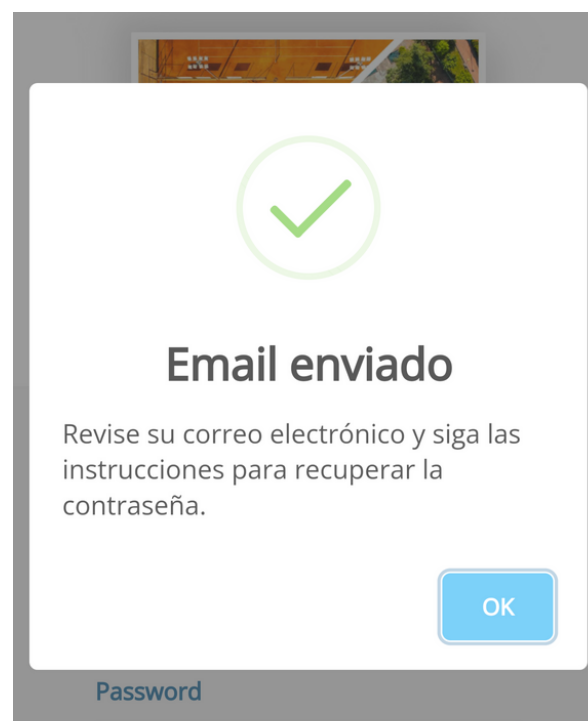 Email enviado
Revise su correo electrónico y siga las
instrucciones para recuperar la
contraseña.
OK
Password